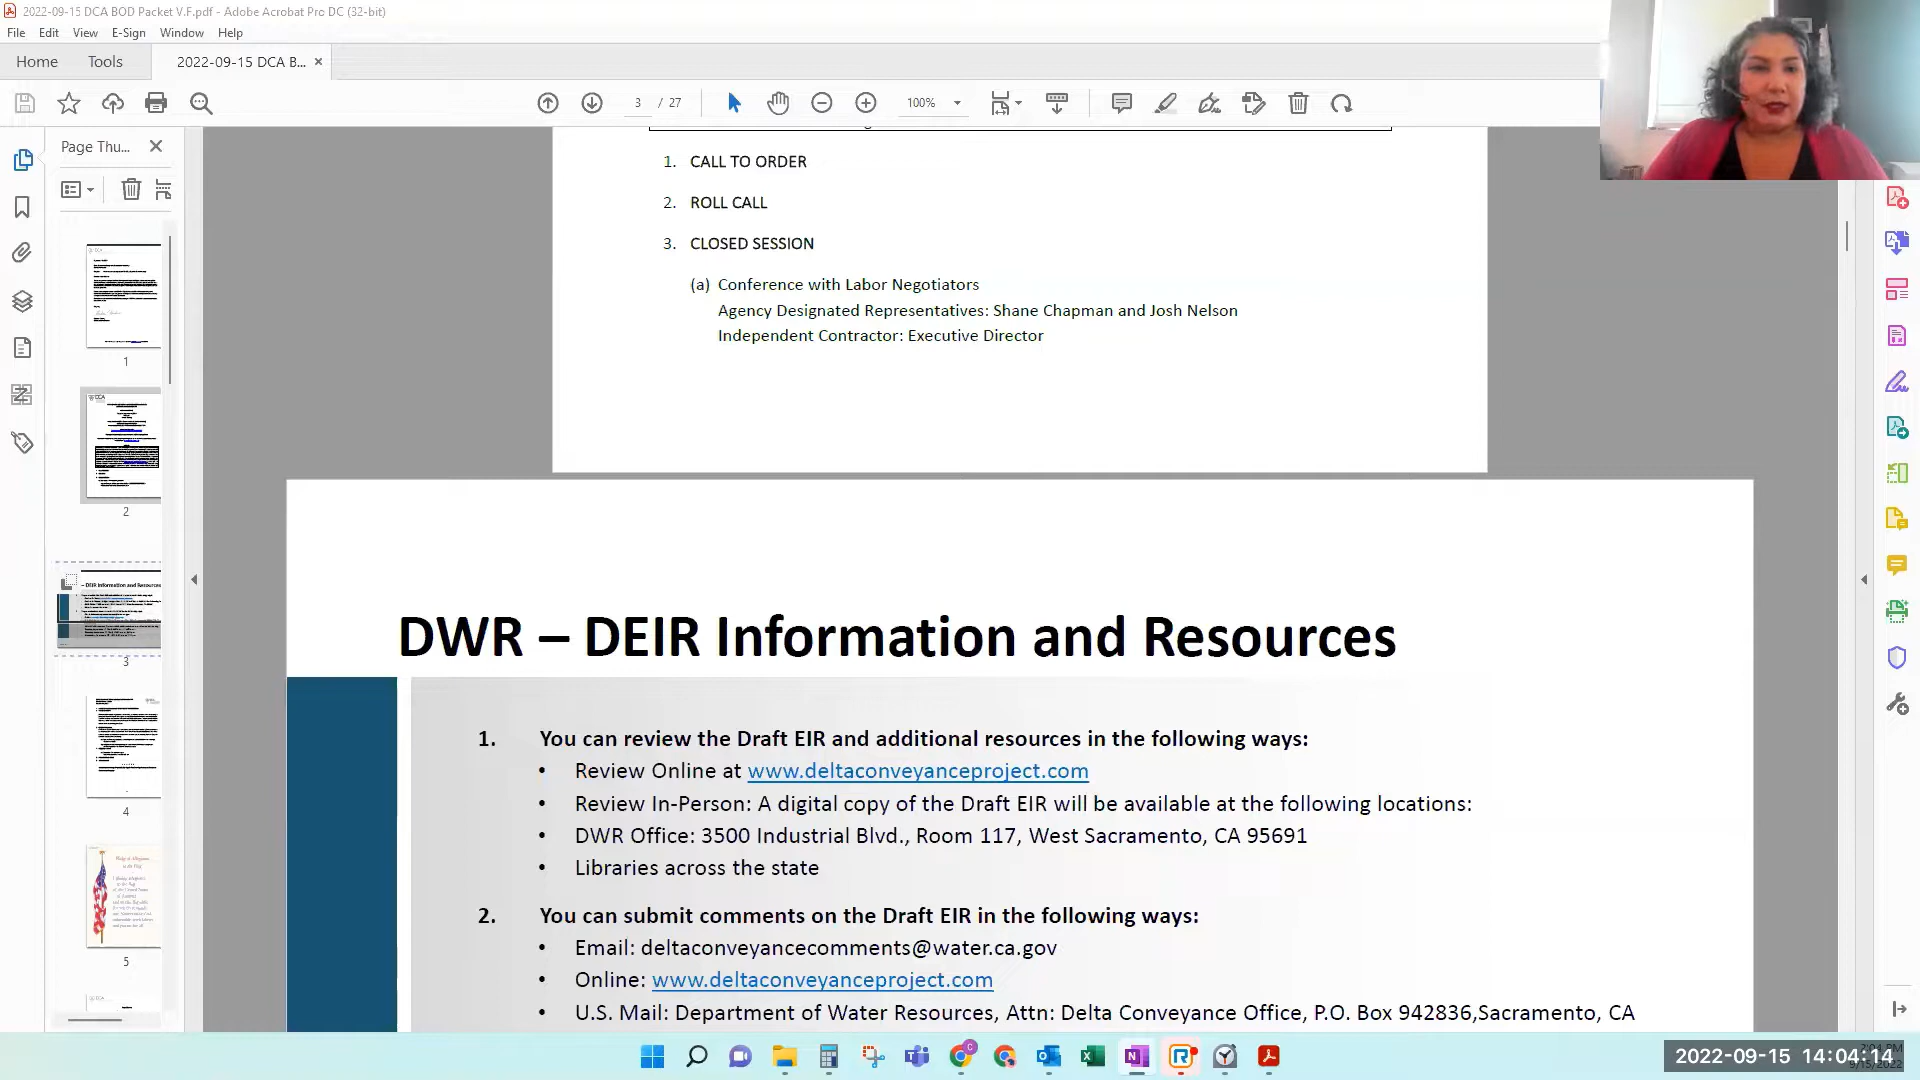 2022-09-15 DCA BOD Packet V.F.pdf - Adobe Acrobat Pro DC (32-bit)
File Edit View E-Sign Window Help
Home Tools 2022-09-15 DCA B... ×
3 / 27 100%
Page Thu...
1. CALL TO ORDER
2. ROLL CALL
3. CLOSED SESSION
(a) Conference with Labor Negotiators
Agency Designated Representatives: Shane Chapman and Josh Nelson
Independent Contractor: Executive Director
1
2
– DEIR Information and Resources
3
4
5
DWR – DEIR Information and Resources
1. You can review the Draft EIR and additional resources in the following ways:
• Review Online at www.deltaconveyanceproject.com
• Review In-Person: A digital copy of the Draft EIR will be available at the following locations:
• DWR Office: 3500 Industrial Blvd., Room 117, West Sacramento, CA 95691
• Libraries across the state
2. You can submit comments on the Draft EIR in the following ways:
• Email: deltaconveyancecomments@water.ca.gov
• Online: www.deltaconveyanceproject.com
• U.S. Mail: Department of Water Resources, Attn: Delta Conveyance Office, P.O. Box 942836,Sacramento, CA
2022-09-15 14:04:14